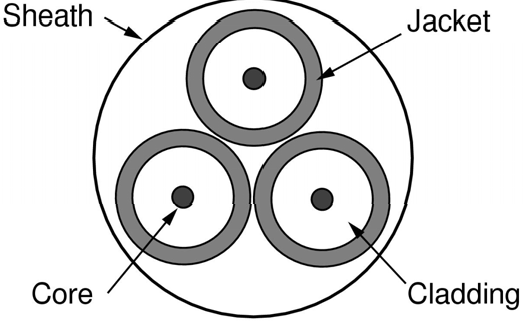 Sheath
Jacket
Core
Cladding